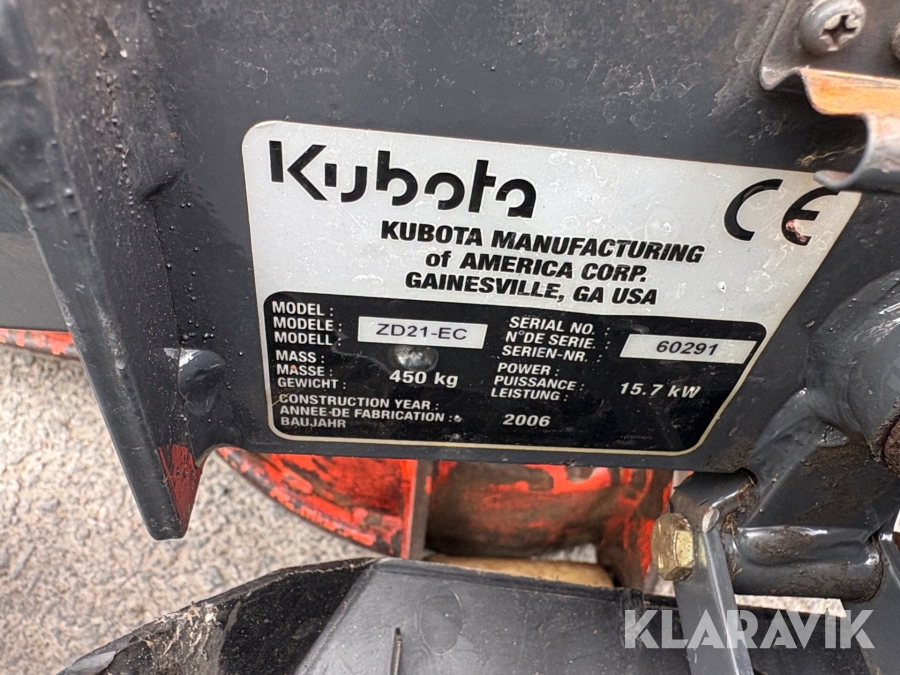 Kubota
CE
KUBOTA MANUFACTURING
of AMERICA CORP.
GAINESVILLE, GA USA
MODEL :
MODELE :
MODELL :
ZD21-EC
SERIAL NO.
N°DE SERIE.
SERIEN-NR.
60291
MASS :
MASSE :
GEWICHT :
450 kg
POWER :
PUISSANCE :
LEISTUNG :
15.7 kW
CONSTRUCTION YEAR :
ANNEE-DE FABRICATION :
BAUJAHR
2006
KLARAVIK